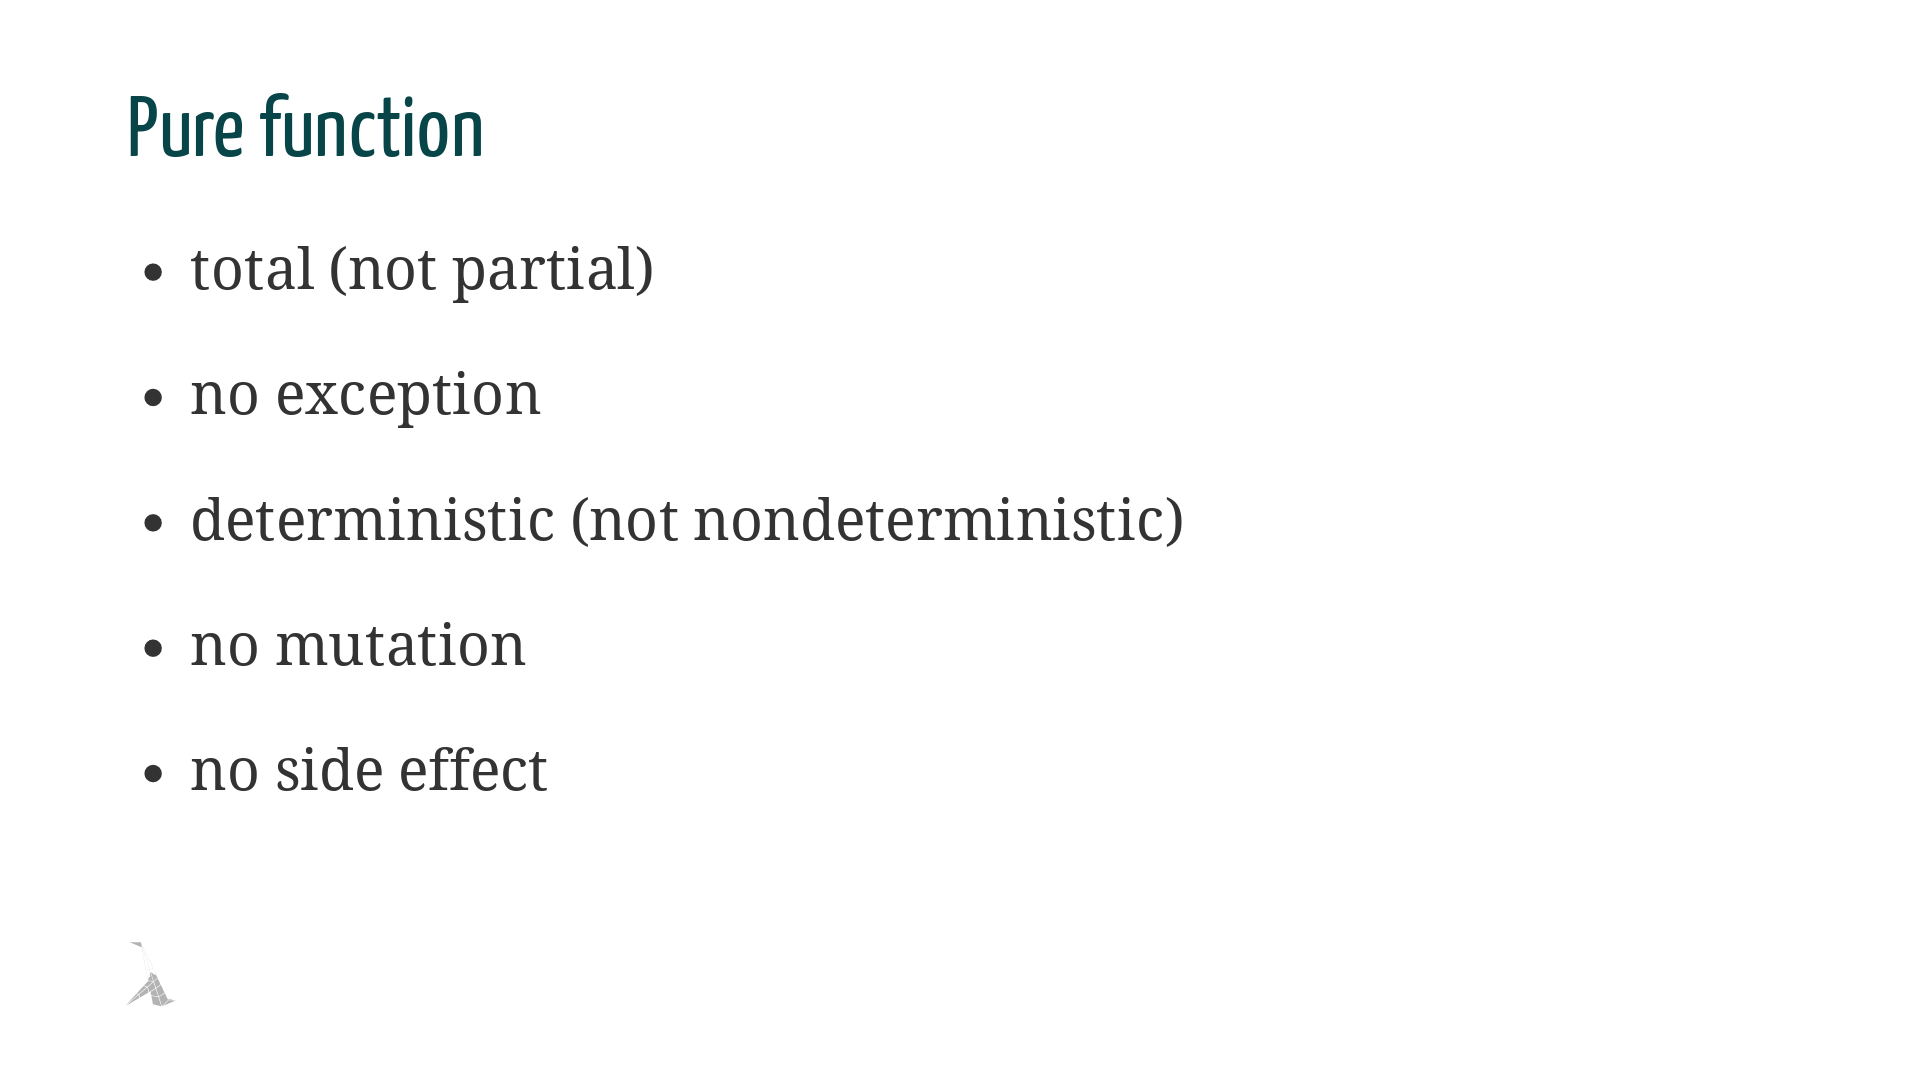 Pure function
• total (not partial)
• no exception
• deterministic (not nondeterministic)
• no mutation
• no side effect